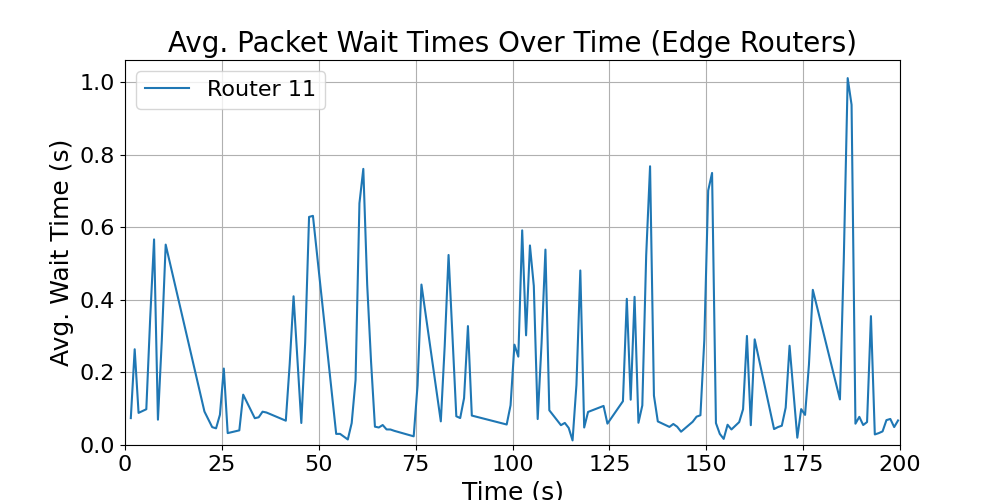 Avg. Packet Wait Times Over Time (Edge Routers)
Router 11
Avg. Wait Time (s)
1.0
0.8
0.6
0.4
0.2
0.0
0 25 50 75 100 125 150 175 200
Time (s)